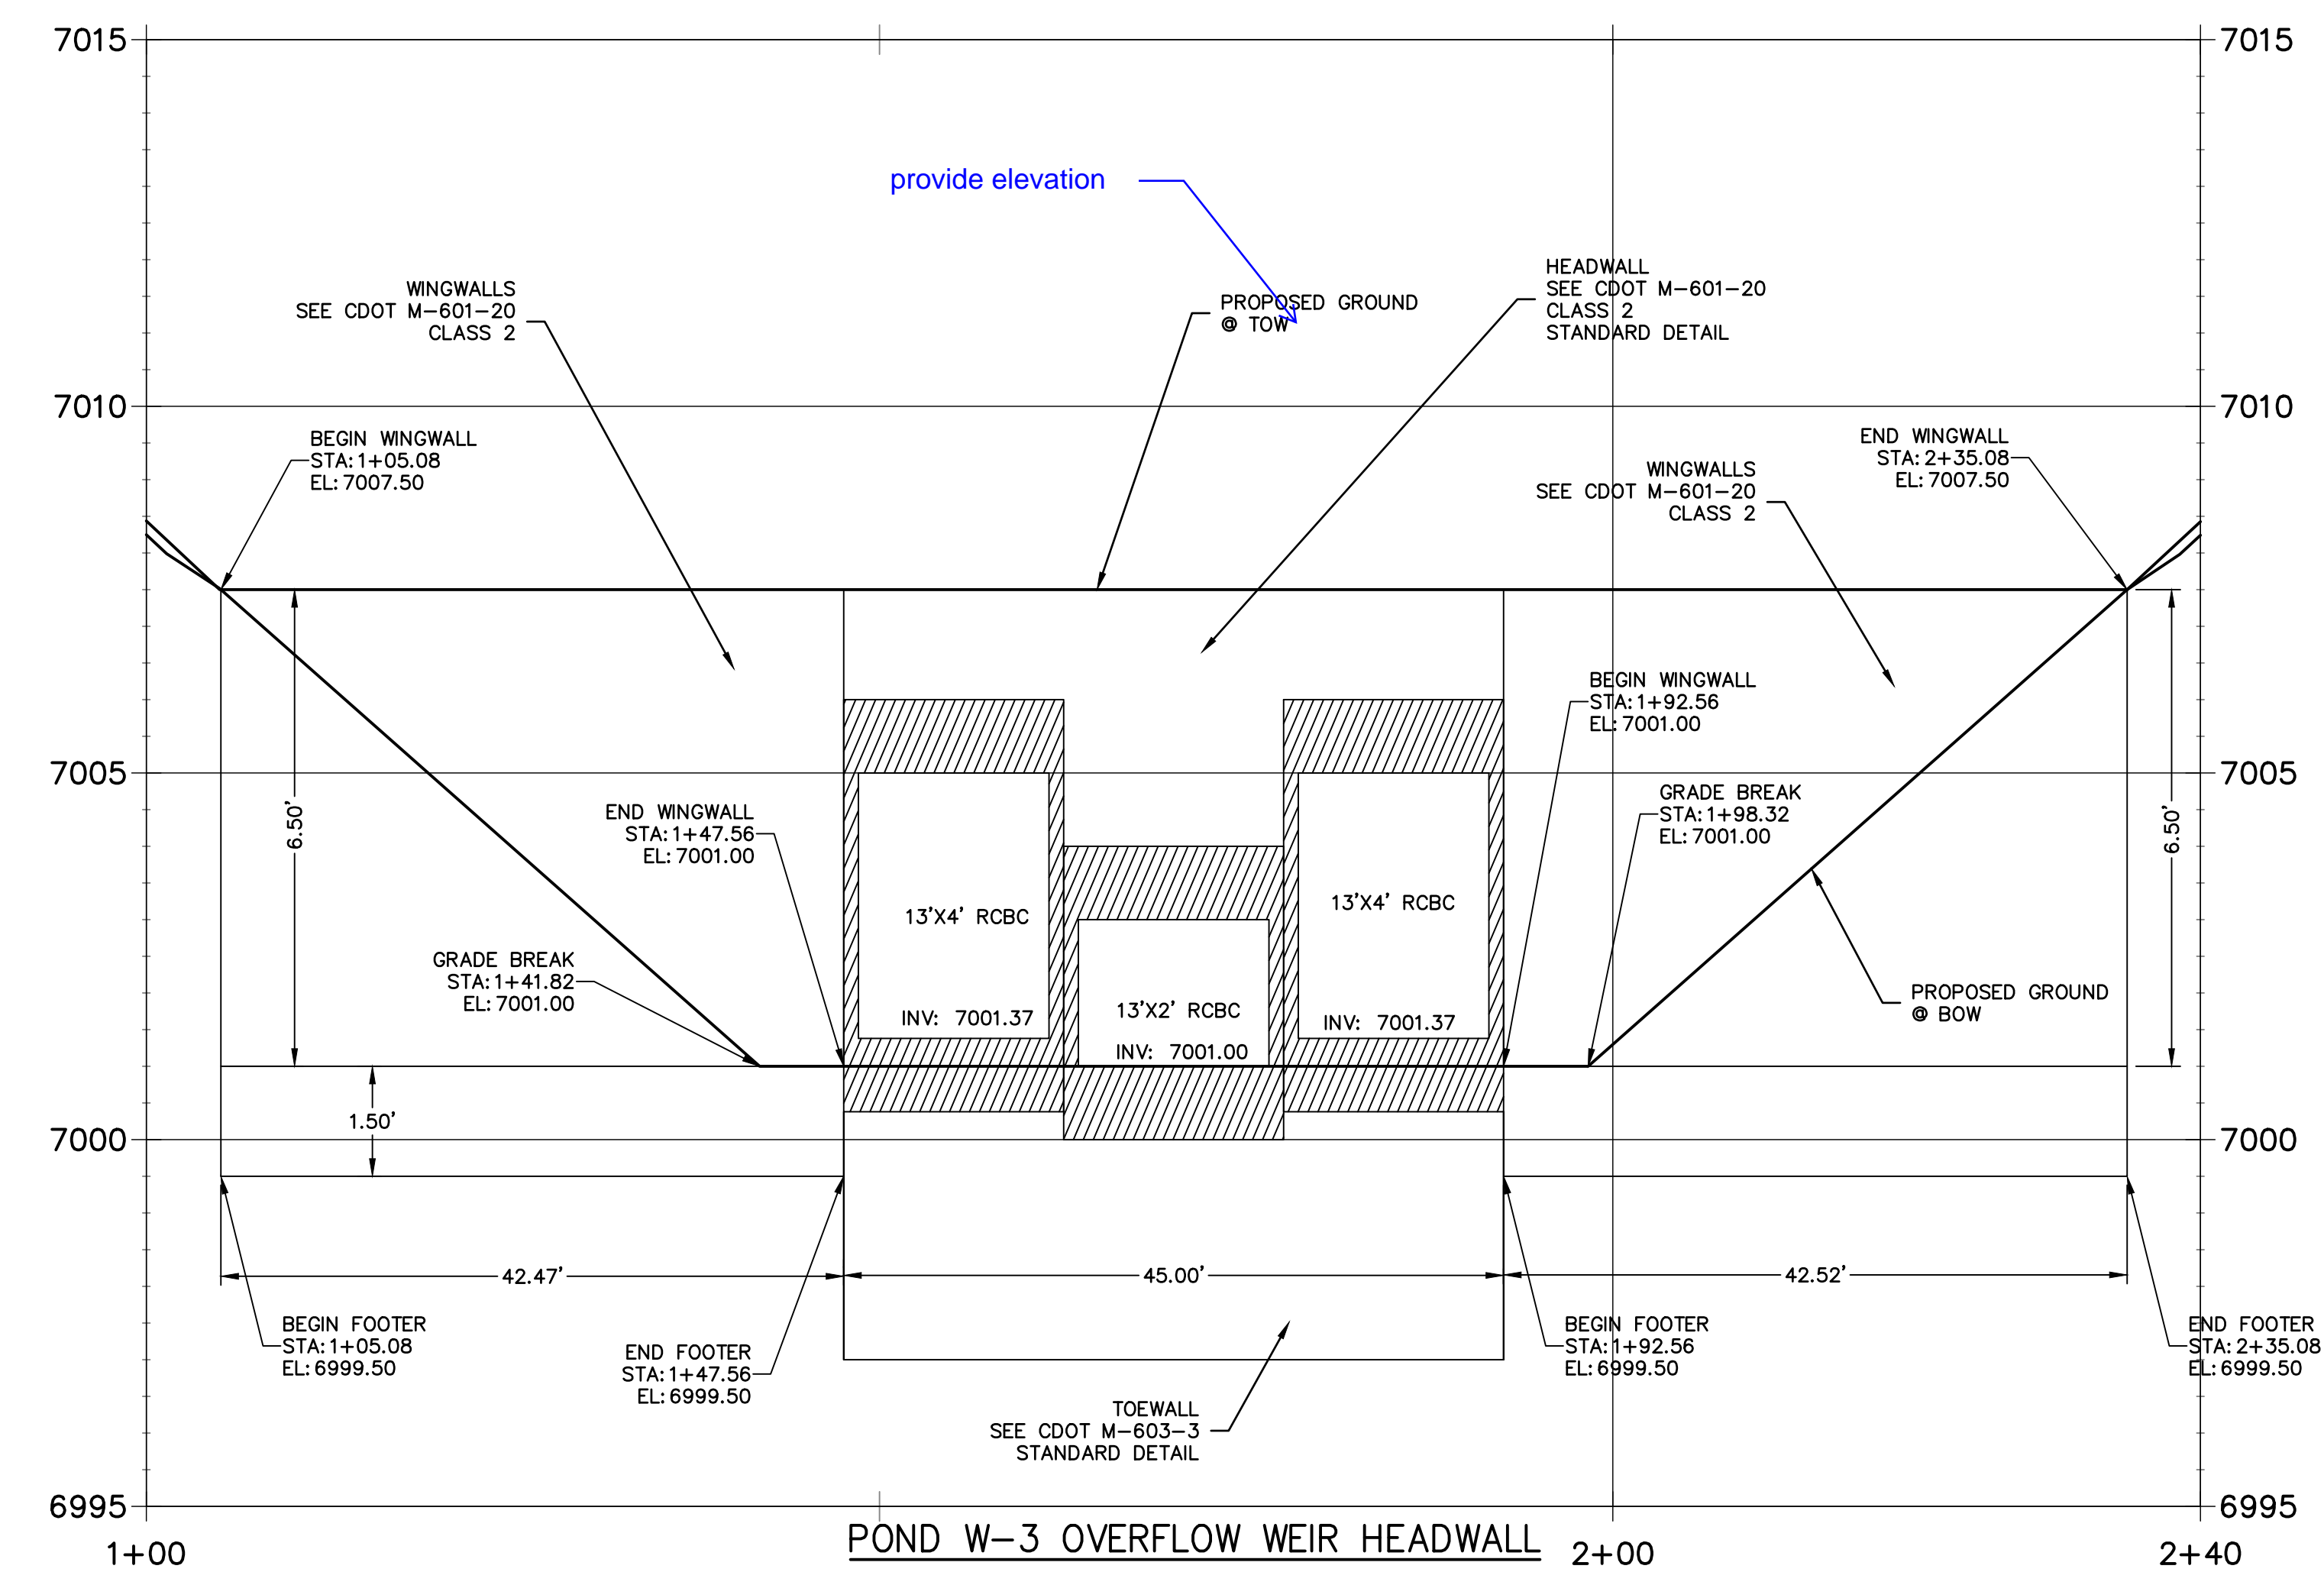 7015
7015
provide elevation
HEADWALL
SEE CDOT M-601-20
CLASS 2
STANDARD DETAIL
WINGWALLS
SEE CDOT M-601-20
CLASS 2
PROPOSED GROUND
@ TOW
7010
7010
BEGIN WINGWALL
STA:1+05.08
EL:7007.50
END WINGWALL
STA:2+35.08
EL:7007.50
WINGWALLS
SEE CDOT M-601-20
CLASS 2
BEGIN WINGWALL
STA:1+92.56
EL:7001.00
7005
7005
6.50'
6.50'
END WINGWALL
STA:1+47.56
EL:7001.00
GRADE BREAK
STA:1+98.32
EL:7001.00
13'X4' RCBC
13'X4' RCBC
GRADE BREAK
STA:1+41.82
EL:7001.00
13'X2' RCBC
INV: 7001.37
INV: 7001.37
INV: 7001.00
PROPOSED GROUND
@ BOW
1.50'
7000
7000
42.47'
45.00'
42.52'
BEGIN FOOTER
STA:1+05.08
EL:6999.50
END FOOTER
STA:1+47.56
EL:6999.50
BEGIN FOOTER
STA:1+92.56
EL:6999.50
END FOOTER
STA:2+35.08
EL:6999.50
TOEWALL
SEE CDOT M-603-3
STANDARD DETAIL
6995
6995
POND W-3 OVERFLOW WEIR HEADWALL
1+00
2+00
2+40